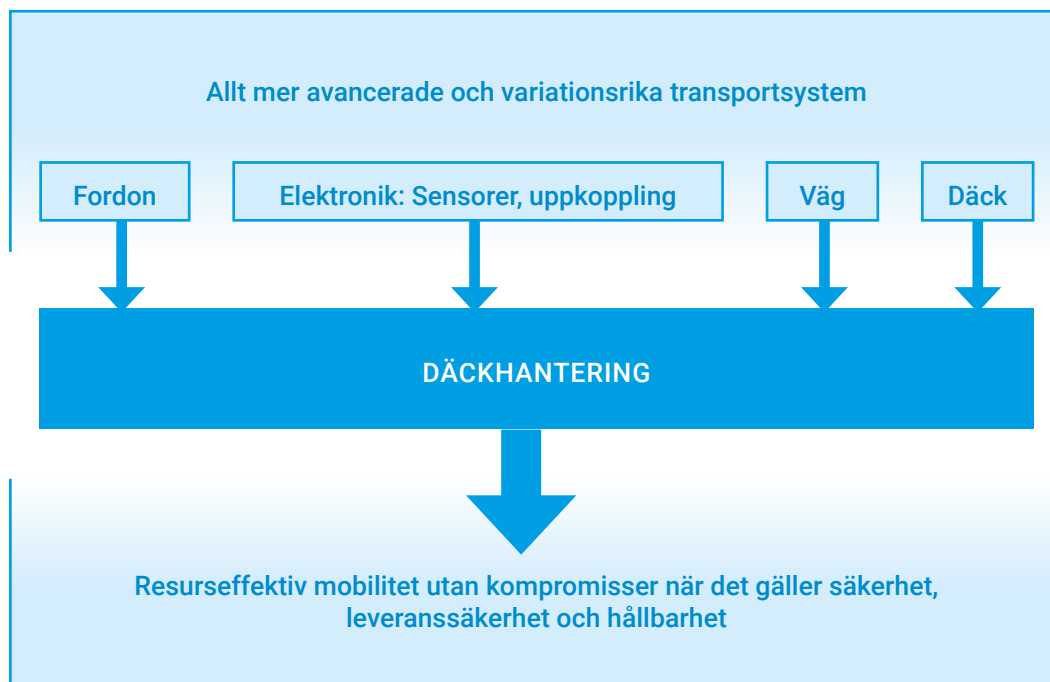 Allt mer avancerade och variationsrika transportsystem
Fordon
Elektronik: Sensorer, uppkoppling
Väg
Däck
DÄCKHANTERING
Resurseffektiv mobilitet utan kompromisser när det gäller säkerhet,
leveranssäkerhet och hållbarhet